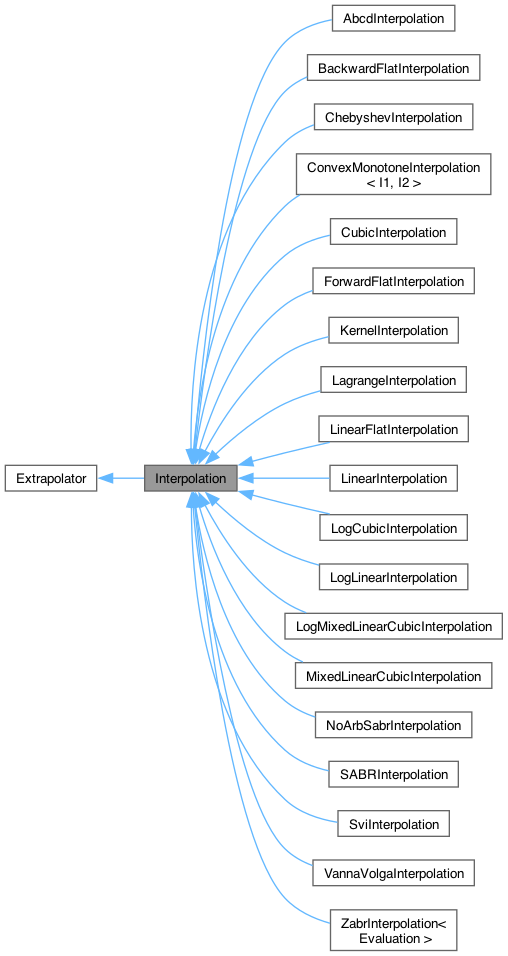 AbcdInterpolation
BackwardFlatInterpolation
ChebyshevInterpolation
ConvexMonotoneInterpolation
< I1, I2 >
CubicInterpolation
ForwardFlatInterpolation
KernelInterpolation
LagrangeInterpolation
LinearFlatInterpolation
Extrapolator
Interpolation
LinearInterpolation
LogCubicInterpolation
LogLinearInterpolation
LogMixedLinearCubicInterpolation
MixedLinearCubicInterpolation
NoArbSabrInterpolation
SABRInterpolation
SviInterpolation
VannaVolgaInterpolation
ZabrInterpolation<
Evaluation >